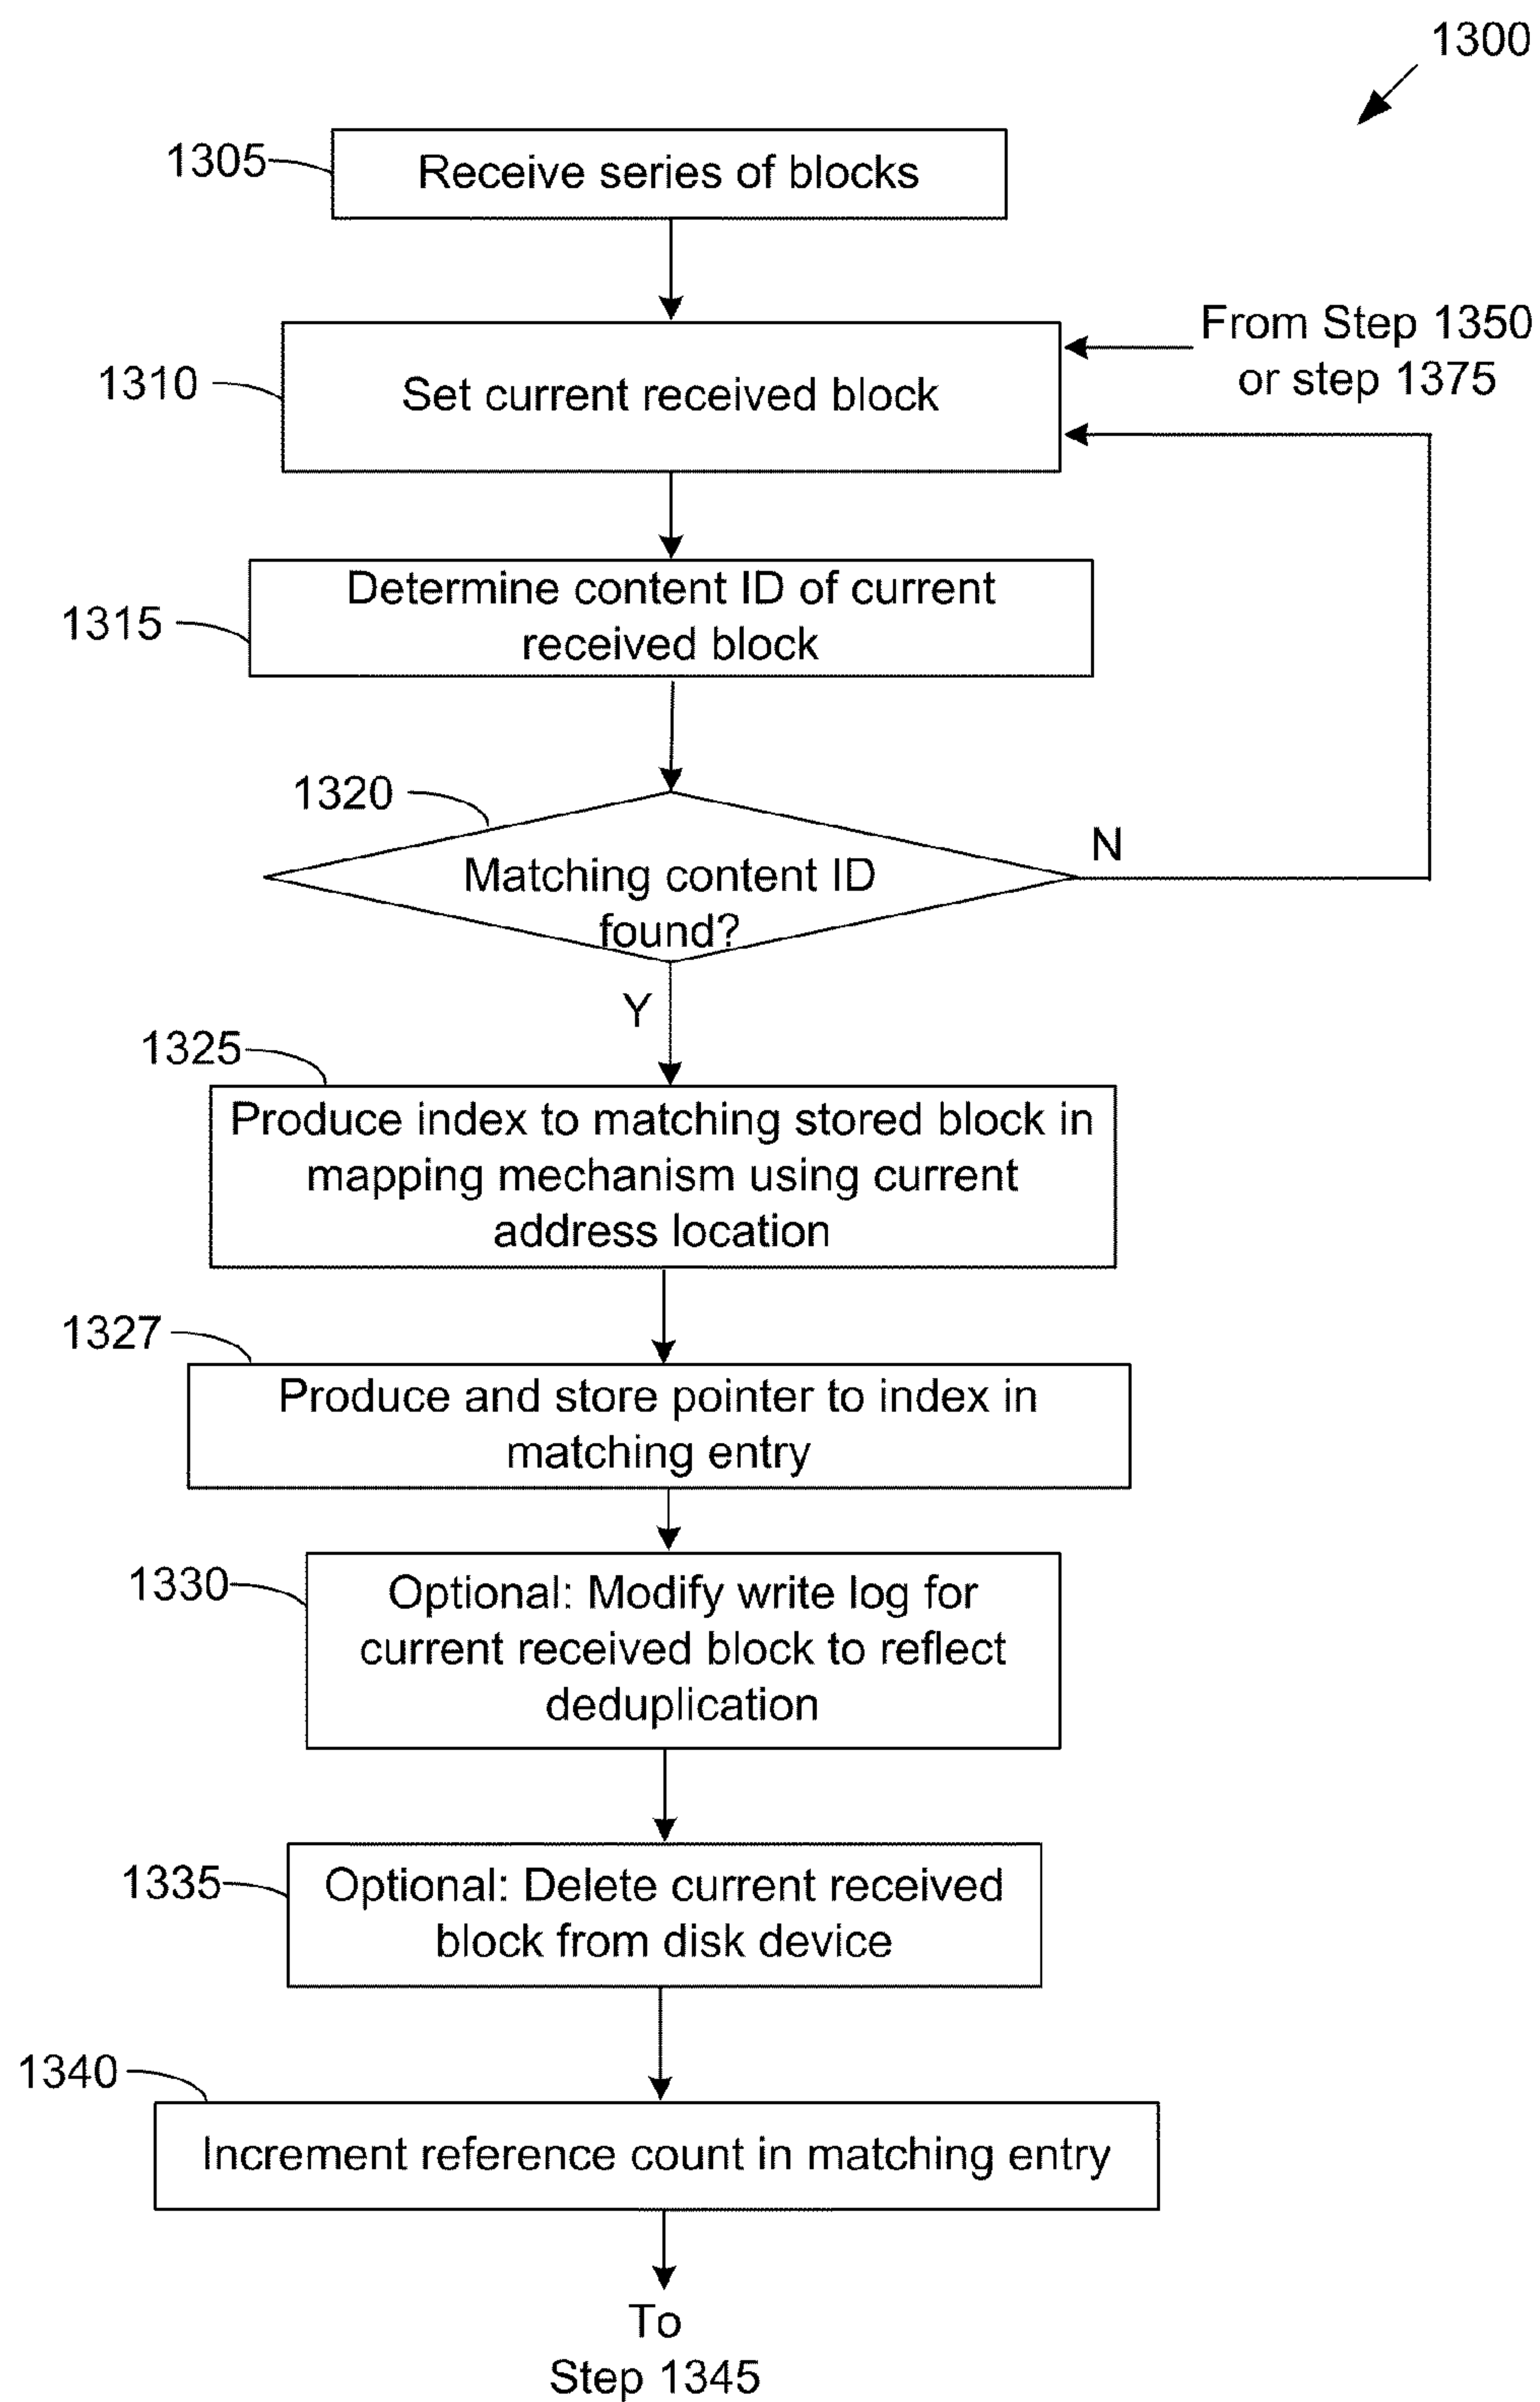 1300
1305
Receive series of blocks
From Step 1350
or step 1375
1310
Set current received block
1315
Determine content ID of current
received block
1320
N
Matching content ID
found?
Y
1325
Produce index to matching stored block in
mapping mechanism using current
address location
1327
Produce and store pointer to index in
matching entry
1330
Optional: Modify write log for
current received block to reflect
deduplication
1335
Optional: Delete current received
block from disk device
1340
Increment reference count in matching entry
To
Step 1345